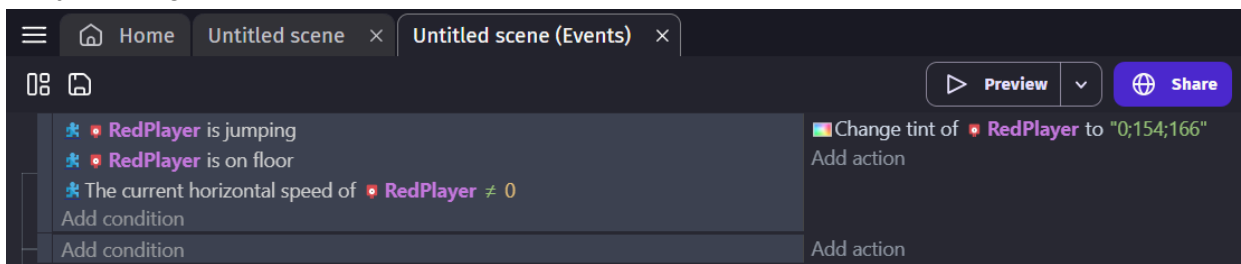 Home
Untitled scene
Untitled scene (Events)
Preview
Share
RedPlayer is jumping
Change tint of RedPlayer to "0;154;166"
RedPlayer is on floor
Add action
The current horizontal speed of RedPlayer ≠ 0
Add condition
Add condition
Add action